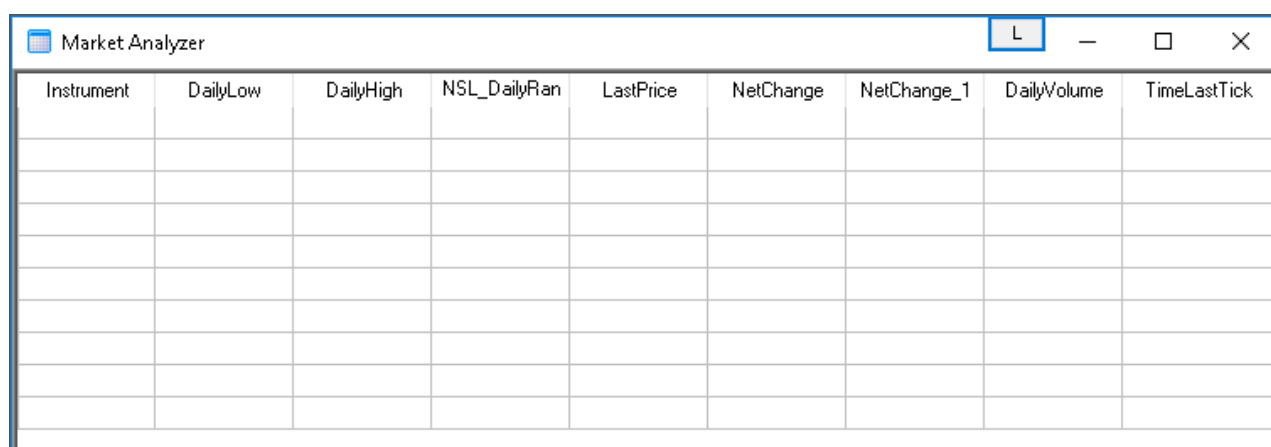 Market Analyzer L
Instrument DailyLow DailyHigh NSL_DailyRan LastPrice NetChange NetChange_1 DailyVolume TimeLastTick